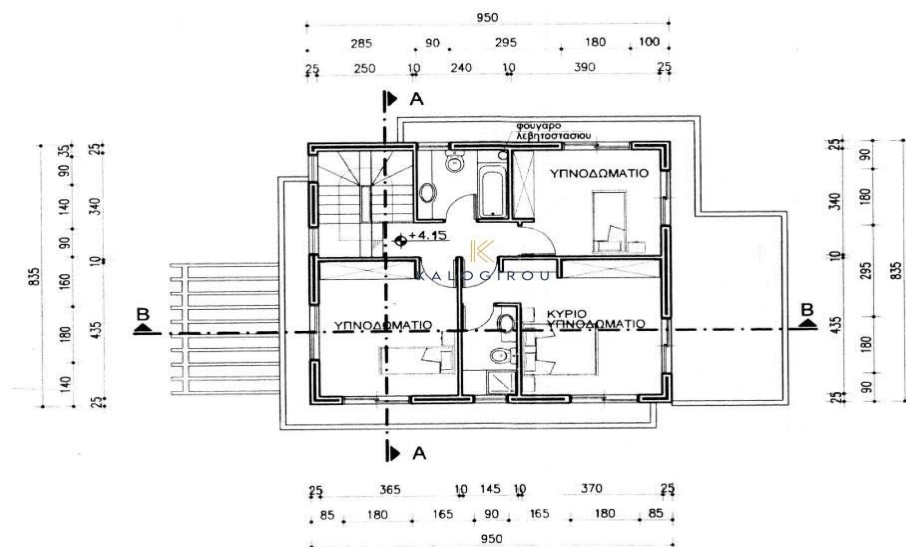 950
285 90 295 180 100
25 250 10 240 10 390 25
A
φουγαρο
λεβητοστασιου
ΥΠΝΟΔΩΜΑΤΙΟ
+4.15
K
KALOGIROU
ΥΠΝΟΔΩΜΑΤΙΟ
ΚΥΡΙΟ
ΥΠΝΟΔΩΜΑΤΙΟ
B
B
A
835
35 90 140 90 160 180 140
25 340 10 435 25
25 340 10 435 25
90 180 295 180 90
835
25 365 10 145 10 370 25
85 180 165 90 165 180 85
950